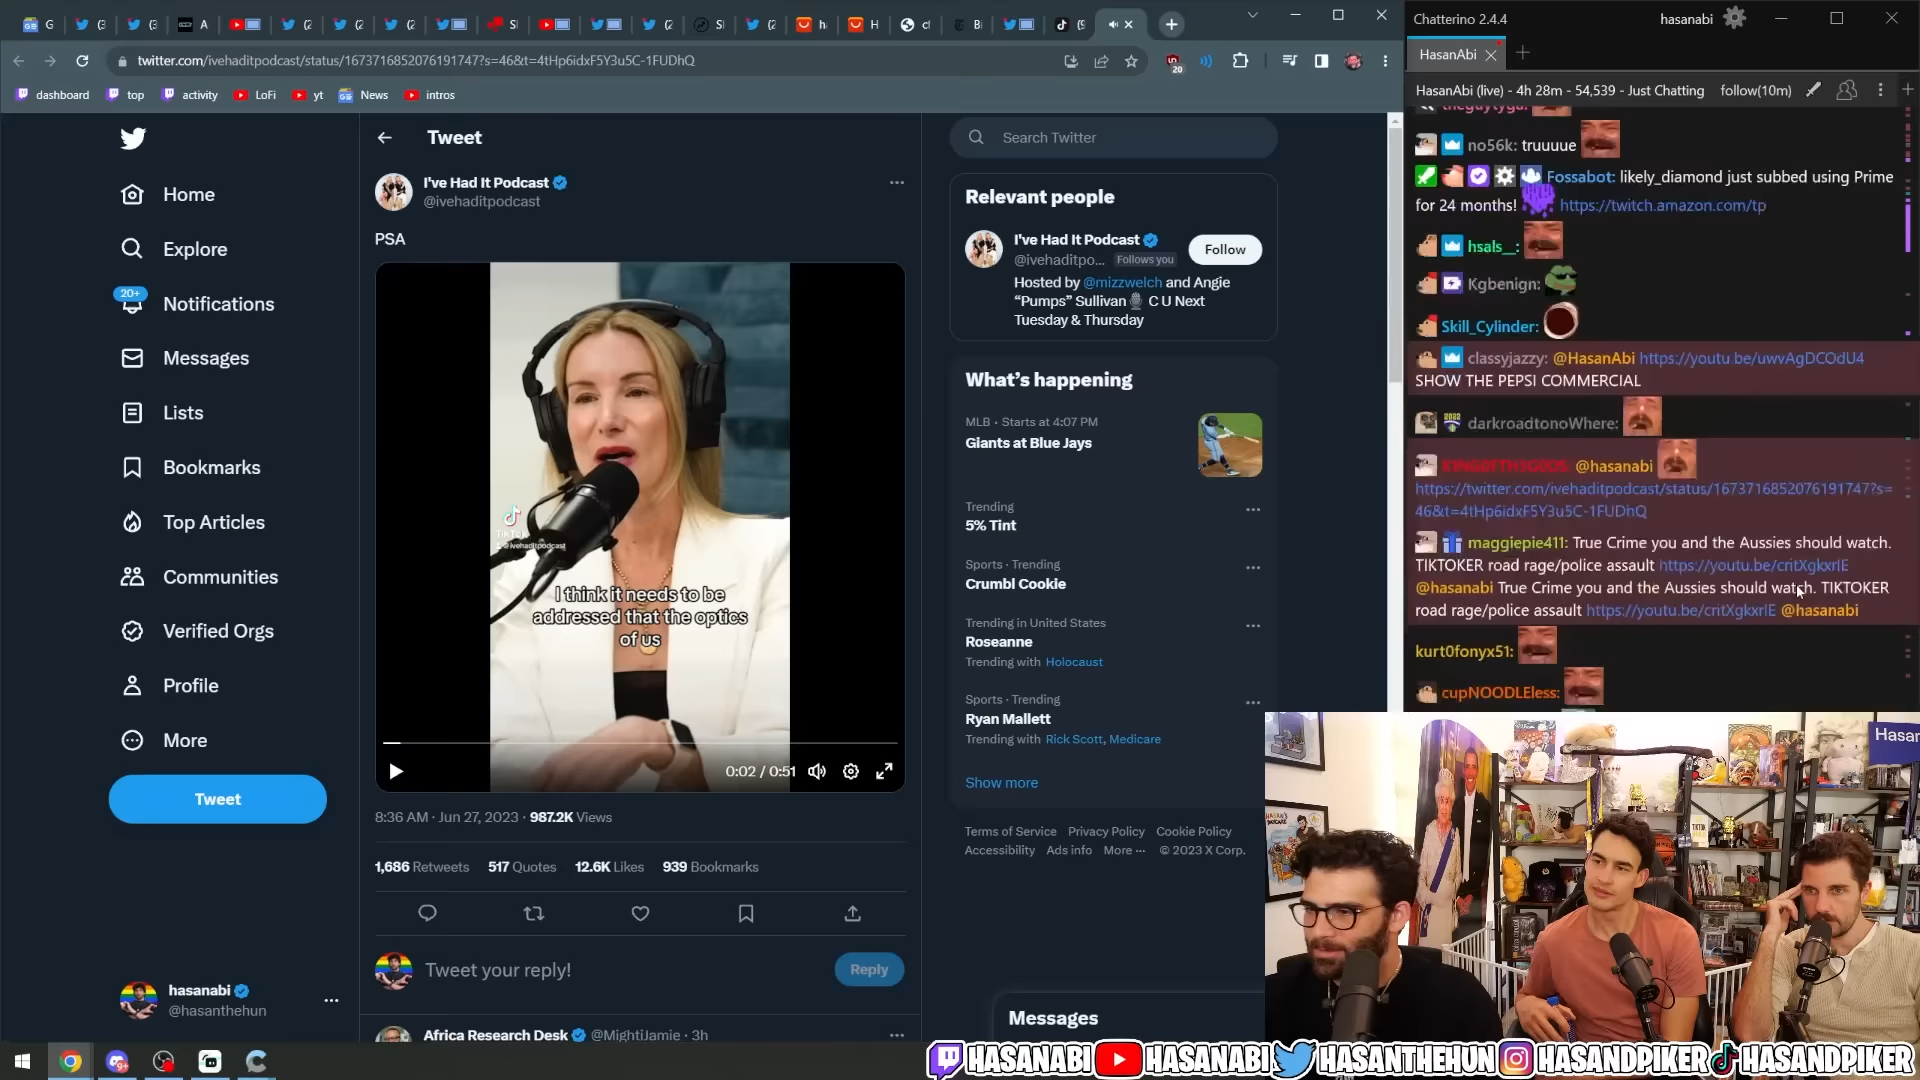 Chatterino 2.4.4
hasanabi
HasanAbi
twitter.com/ivehaditpodcast/status/1673716852076191747?s=46&t=4tHp6idxF5Y3u5C-1FUDhQ
20
dashboard
top
activity
LoFi
yt
News
intros
HasanAbi (live) - 4h 28m - 54,539 - Just Chatting
follow(10m)
Home
Explore
20+
Notifications
Messages
Lists
Bookmarks
Top Articles
Communities
Verified Orgs
Profile
More
Tweet
hasanabi
@hasanthehun
Tweet
I've Had It Podcast
@ivehaditpodcast
PSA
@ivehaditpodcast
I think it needs to be
addressed that the optics
of us
0:02 / 0:51
8:36 AM · Jun 27, 2023 · 987.2K Views
1,686 Retweets 517 Quotes 12.6K Likes 939 Bookmarks
Tweet your reply!
Reply
Africa Research Desk @MightiJamie · 3h
Search Twitter
Relevant people
I've Had It Podcast
@ivehaditpo... Follows you
Follow
Hosted by @mizzwelch and Angie
“Pumps” Sullivan C U Next
Tuesday & Thursday
What’s happening
MLB · Starts at 4:07 PM
Giants at Blue Jays
Trending
5% Tint
Sports · Trending
Crumbl Cookie
Trending in United States
Roseanne
Trending with Holocaust
Sports · Trending
Ryan Mallett
Trending with Rick Scott, Medicare
Show more
Terms of Service Privacy Policy Cookie Policy
Accessibility Ads info More ··· © 2023 X Corp.
Messages
no56k: truuuue
Fossabot: likely_diamond just subbed using Prime
for 24 months! https://twitch.amazon.com/tp
hsals__:
Kgbenign:
Skill_Cylinder:
classyjazzy: @HasanAbi https://youtu.be/uwvAgDCOdU4
SHOW THE PEPSI COMMERCIAL
darkroadtonoWhere:
@hasanabi
https://twitter.com/ivehaditpodcast/status/1673716852076191747?s=
46&t=4tHp6idxF5Y3u5C-1FUDhQ
maggiepie411: True Crime you and the Aussies should watch.
TIKTOKER road rage/police assault https://youtu.be/critXgkxrlE
@hasanabi True Crime you and the Aussies should watch. TIKTOKER
road rage/police assault https://youtu.be/critXgkxrlE @hasanabi
kurt0fonyx51:
cupNOODLEless:
Hasan
HASANABI HASANABI HASANTHEHUN HASANDPIKER HASANDPIKER